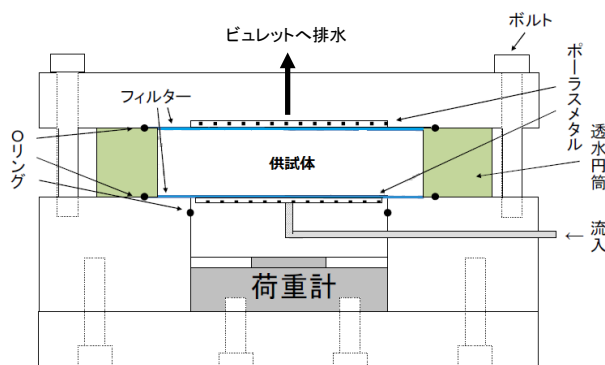 ビュレットへ排水
ボルト
フィルター
ポーラスメタル
Oリング
供試体
透水円筒
←流入
荷重計